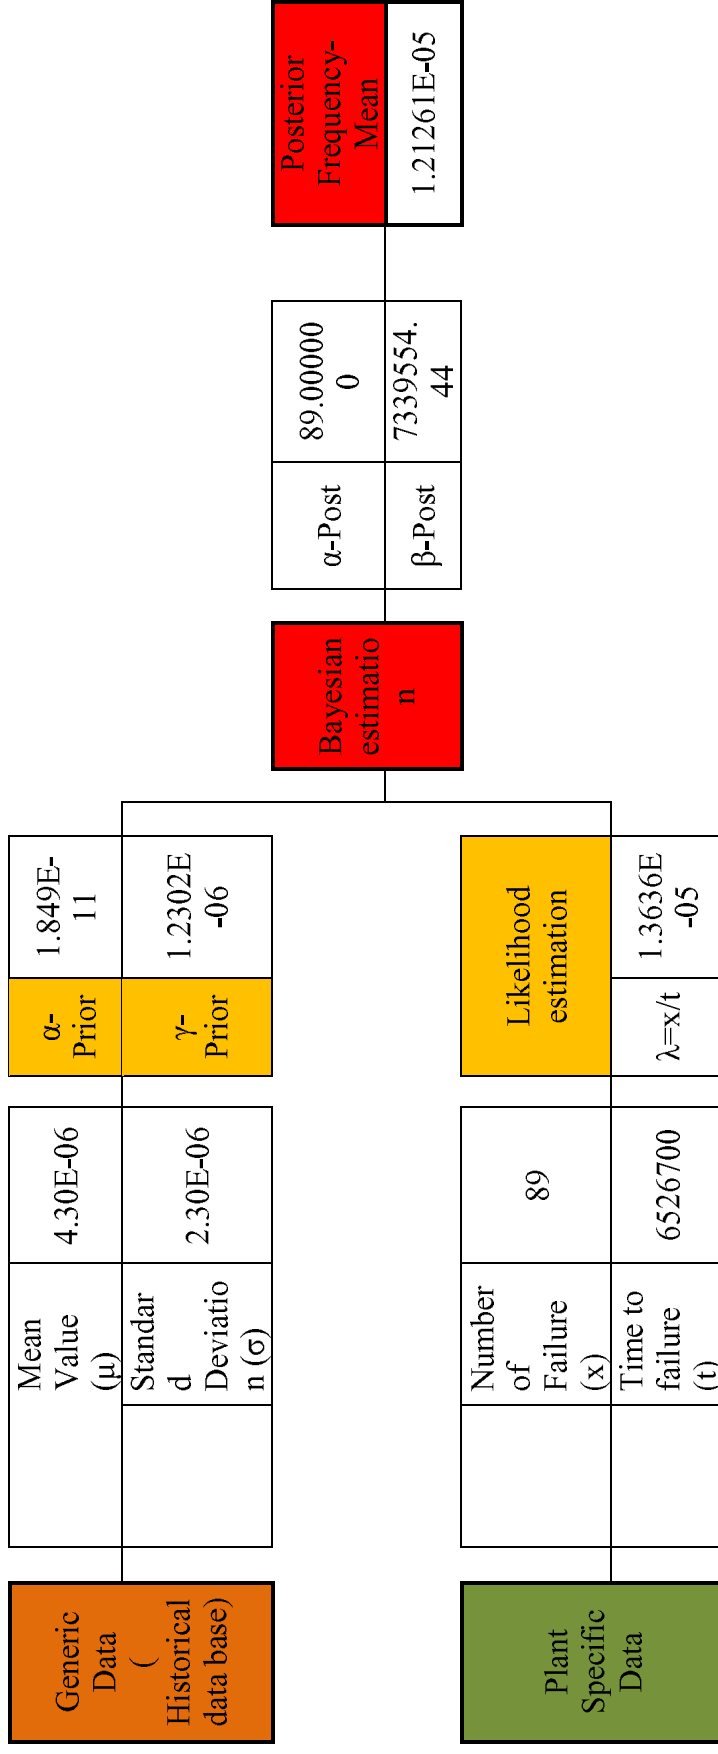 Generic
Data
(
Historical
data base)
Mean
Value
(μ)
4.30E-06
Standar
d
Deviatio
n (σ)
2.30E-06
α-
Prior
1.849E-
11
γ-
Prior
1.2302E
-06
Plant
Specific
Data
Number
of
Failure
(x)
89
Time to
failure
(t)
6526700
Likelihood
estimation
λ=x/t
1.3636E
-05
Bayesian
estimatio
n
α-Post
89.00000
0
β-Post
7339554.
44
Posterior
Frequency-
Mean
1.21261E-05